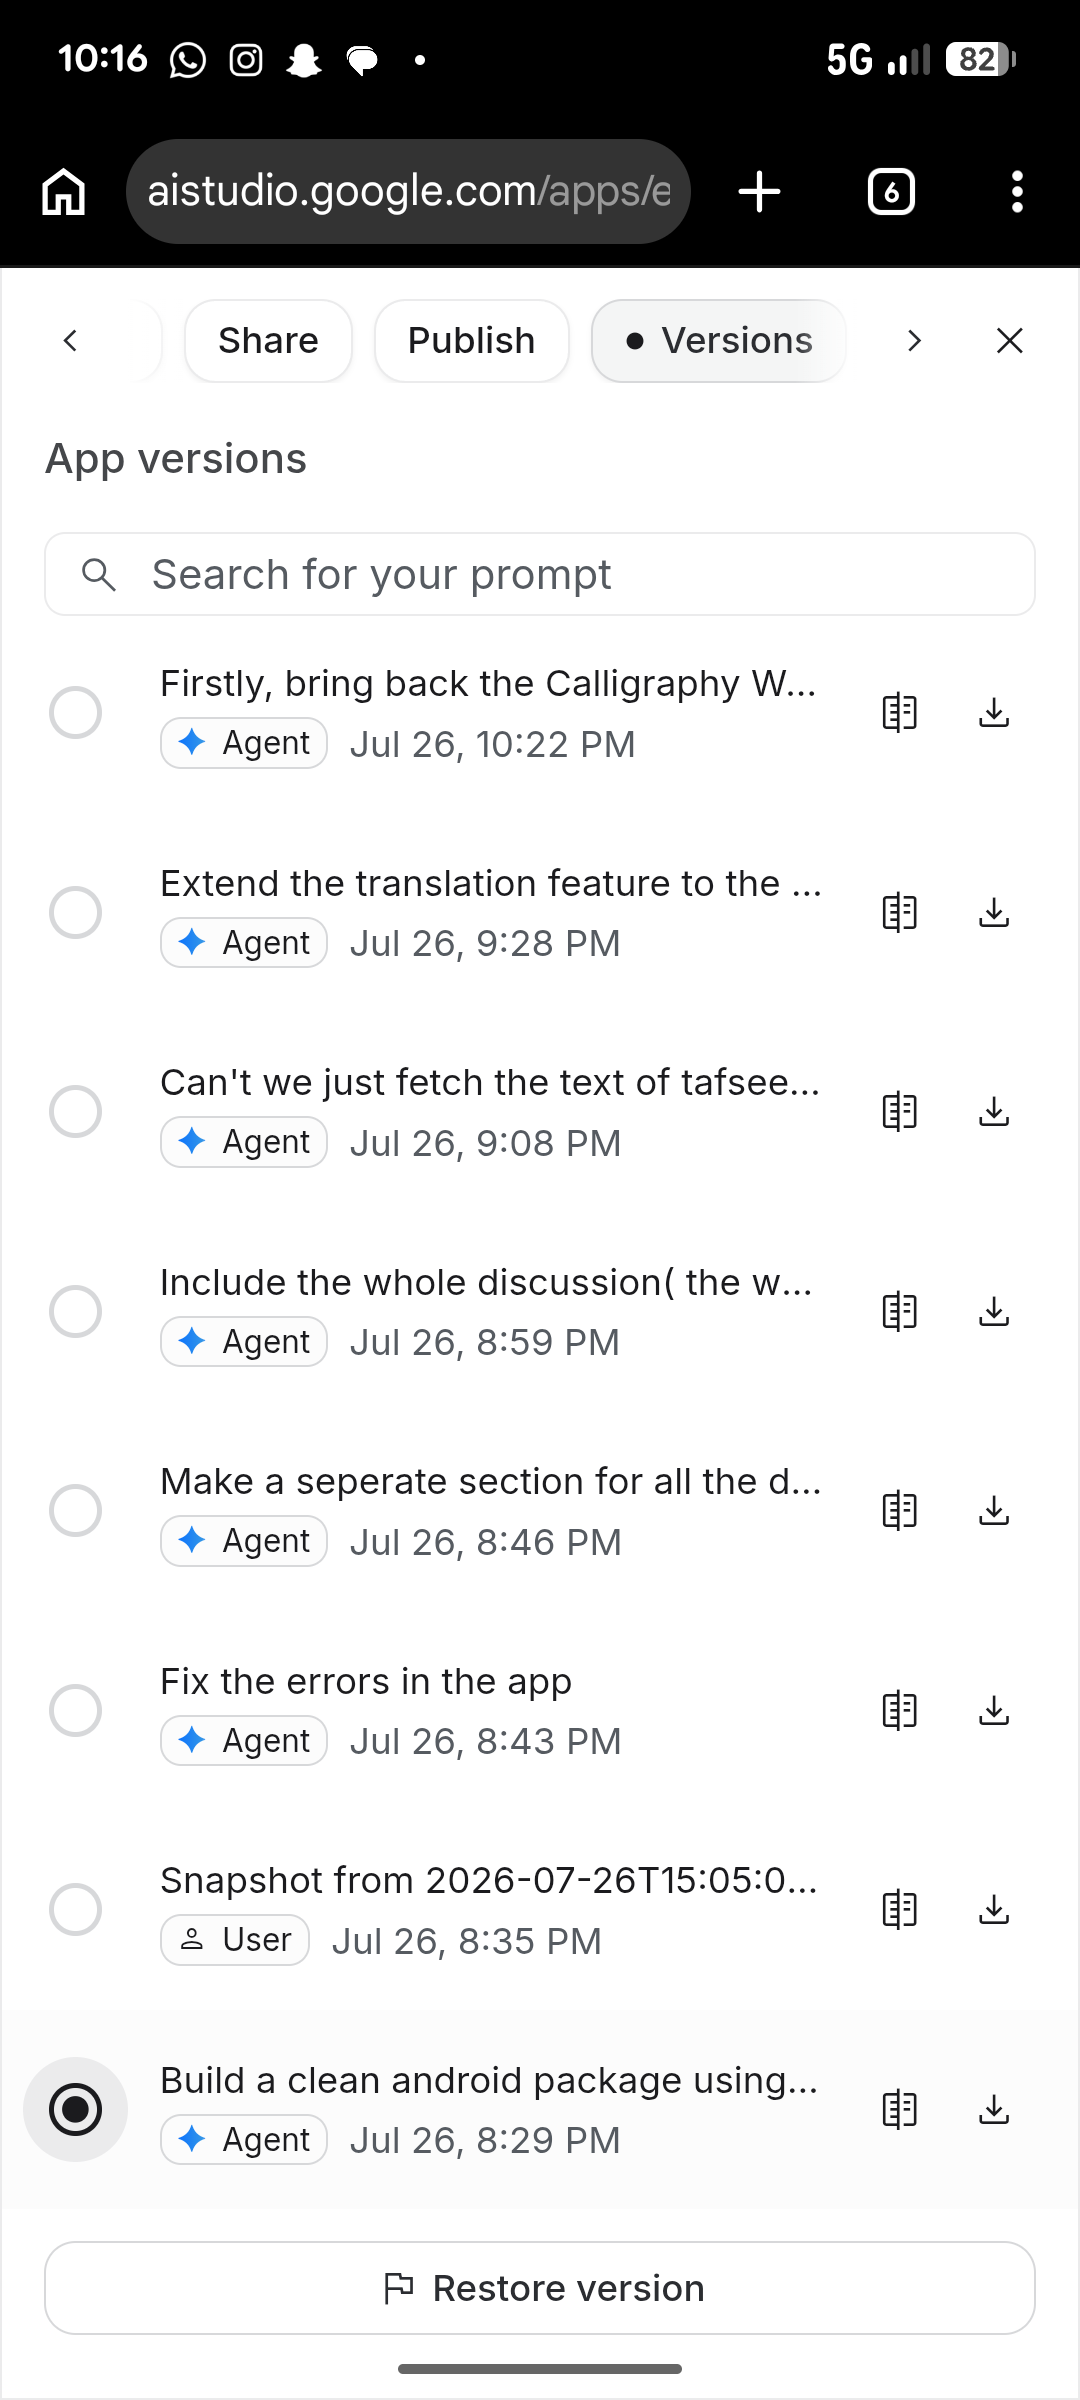 10:16
5G
82
aistudio.google.com/apps/e
6
Share
Publish
Versions
App versions
Search for your prompt
Firstly, bring back the Calligraphy W...
Agent
Jul 26, 10:22 PM
Extend the translation feature to the ...
Agent
Jul 26, 9:28 PM
Can't we just fetch the text of tafsee...
Agent
Jul 26, 9:08 PM
Include the whole discussion( the w...
Agent
Jul 26, 8:59 PM
Make a seperate section for all the d...
Agent
Jul 26, 8:46 PM
Fix the errors in the app
Agent
Jul 26, 8:43 PM
Snapshot from 2026-07-26T15:05:0...
User
Jul 26, 8:35 PM
Build a clean android package using...
Agent
Jul 26, 8:29 PM
Restore version